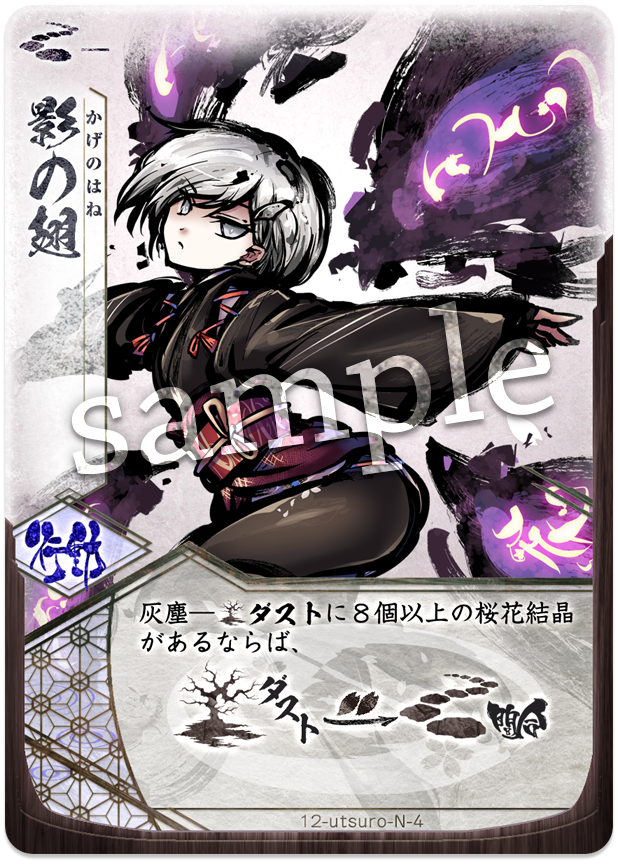 影の翅
かげのはね
sample
行動
灰塵―ダストに8個以上の桜花結晶
があるならば、
ダスト
間合
12-utsuro-N-4